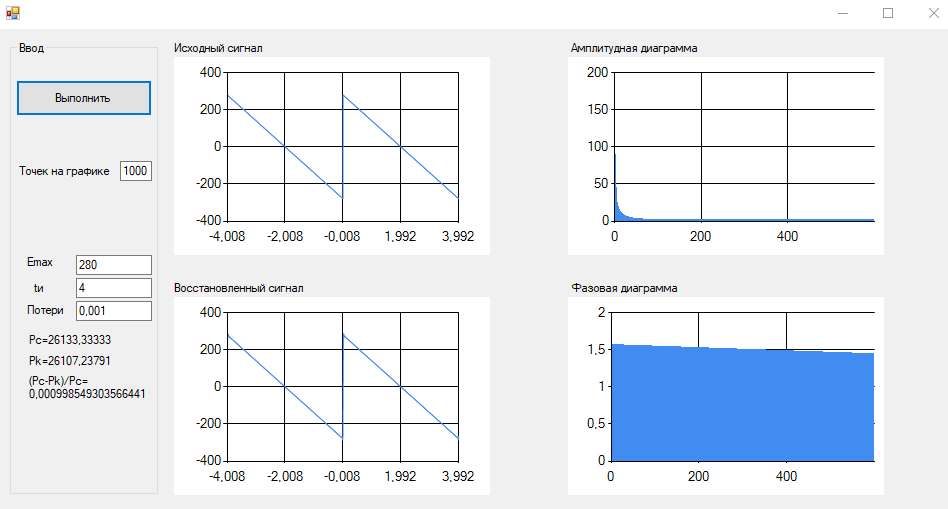 Ввод
Выполнить
Точек на графике 1000
Emax 280
tи 4
Потери 0,001
Pc=26133,33333
Pk=26107,23791
(Pc-Pk)/Pc=
0,000998549303566441
Исходный сигнал
400
200
0
-200
-400
-4,008 -2,008 -0,008 1,992 3,992
Восстановленный сигнал
400
200
0
-200
-400
-4,008 -2,008 -0,008 1,992 3,992
Амплитудная диаграмма
200
150
100
50
0
0 200 400
Фазовая диаграмма
2
1,5
1
0,5
0
0 200 400